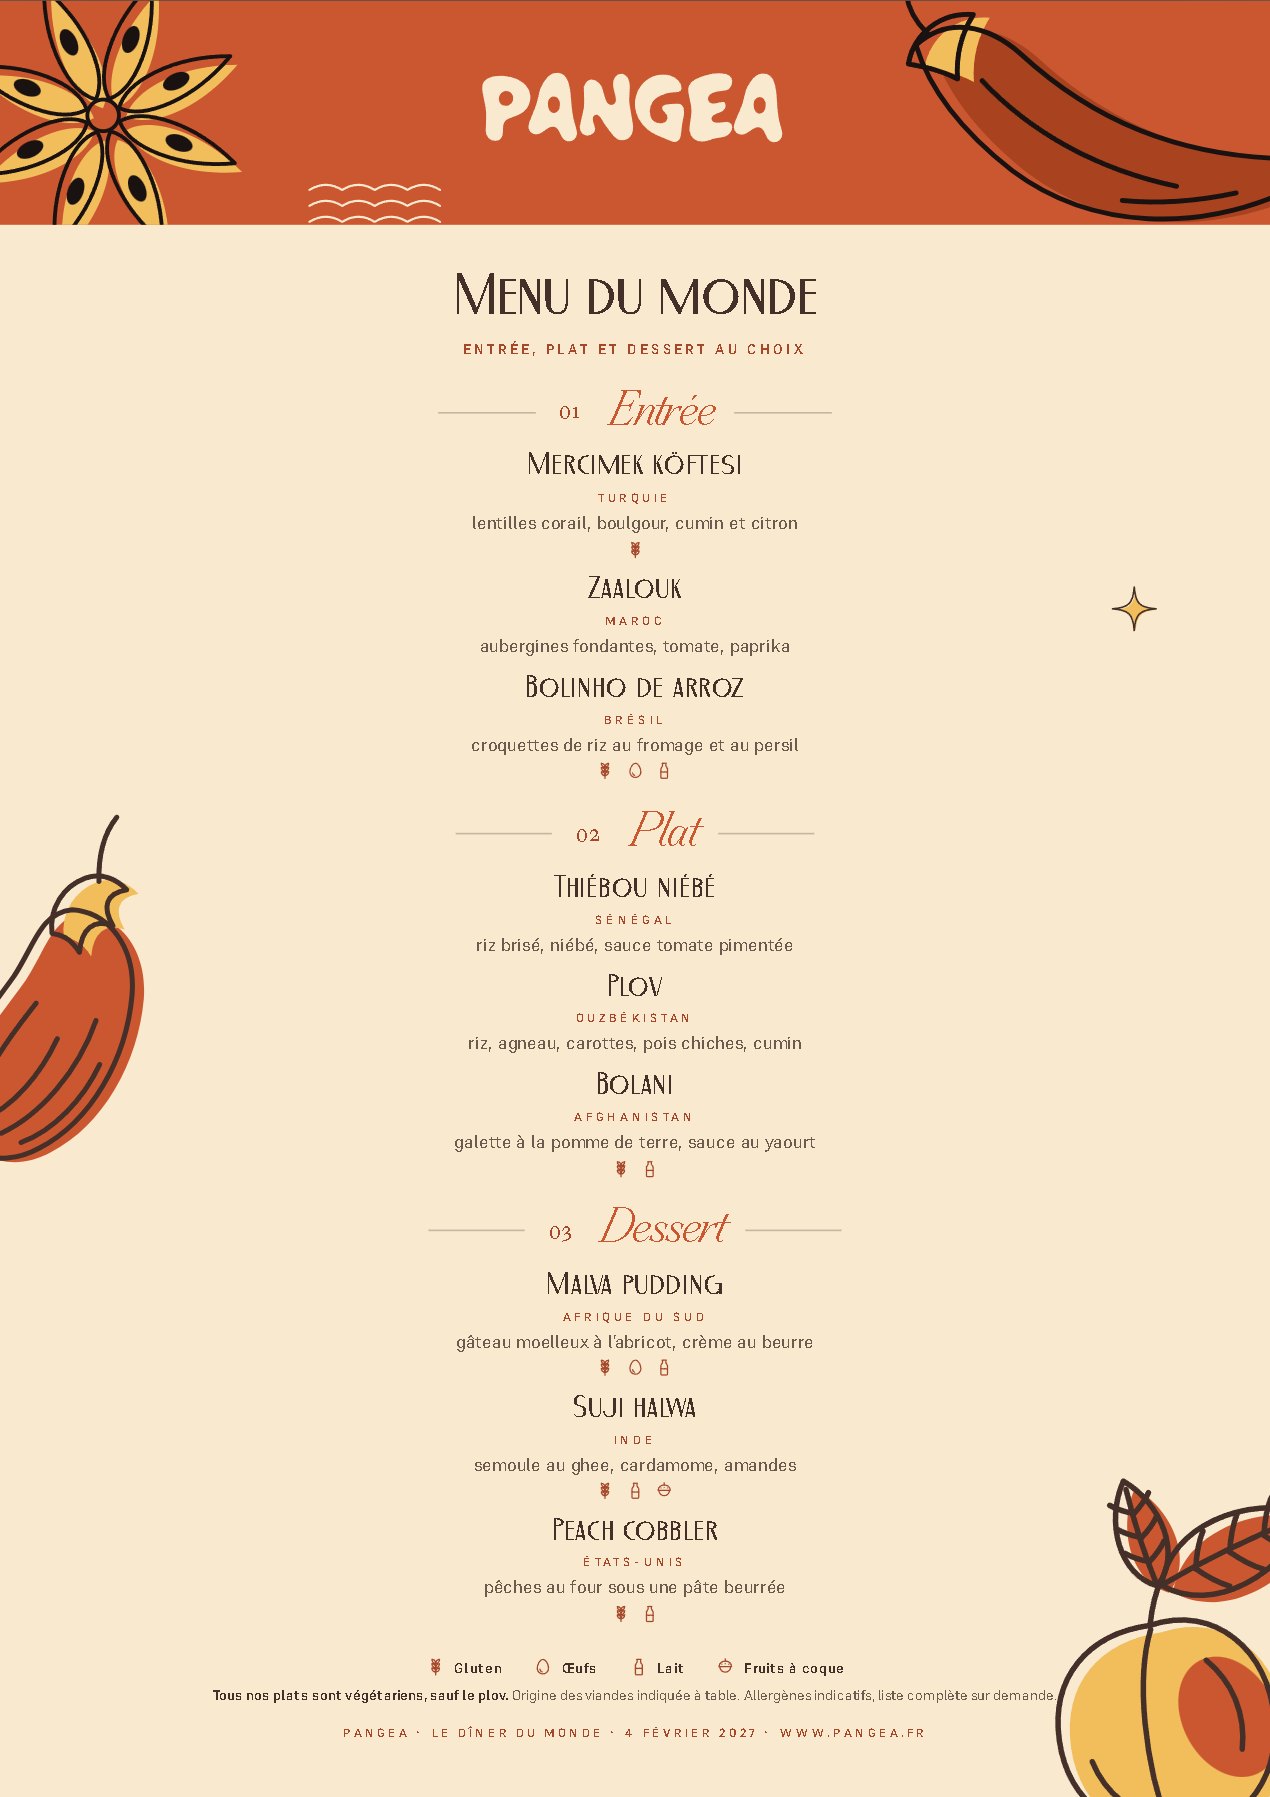 PANGEA
Menu du monde
ENTRÉE, PLAT ET DESSERT AU CHOIX
01 Entrée
Mercimek köftesi
TURQUIE
lentilles corail, boulgour, cumin et citron
Zaalouk
MAROC
aubergines fondantes, tomate, paprika
Bolinho de arroz
BRÉSIL
croquettes de riz au fromage et au persil
02 Plat
Thiébou niébé
SÉNÉGAL
riz brisé, niébé, sauce tomate pimentée
Plov
OUZBÉKISTAN
riz, agneau, carottes, pois chiches, cumin
Bolani
AFGHANISTAN
galette à la pomme de terre, sauce au yaourt
03 Dessert
Malva pudding
AFRIQUE DU SUD
gâteau moelleux à l'abricot, crème au beurre
Suji halwa
INDE
semoule au ghee, cardamome, amandes
Peach cobbler
ÉTATS-UNIS
pêches au four sous une pâte beurrée
Gluten Œufs Lait Fruits à coque
Tous nos plats sont végétariens, sauf le plov. Origine des viandes indiquée à table. Allergènes indicatifs, liste complète sur demande.
PANGEA · LE DÎNER DU MONDE · 4 FÉVRIER 2027 · WWW.PANGEA.FR